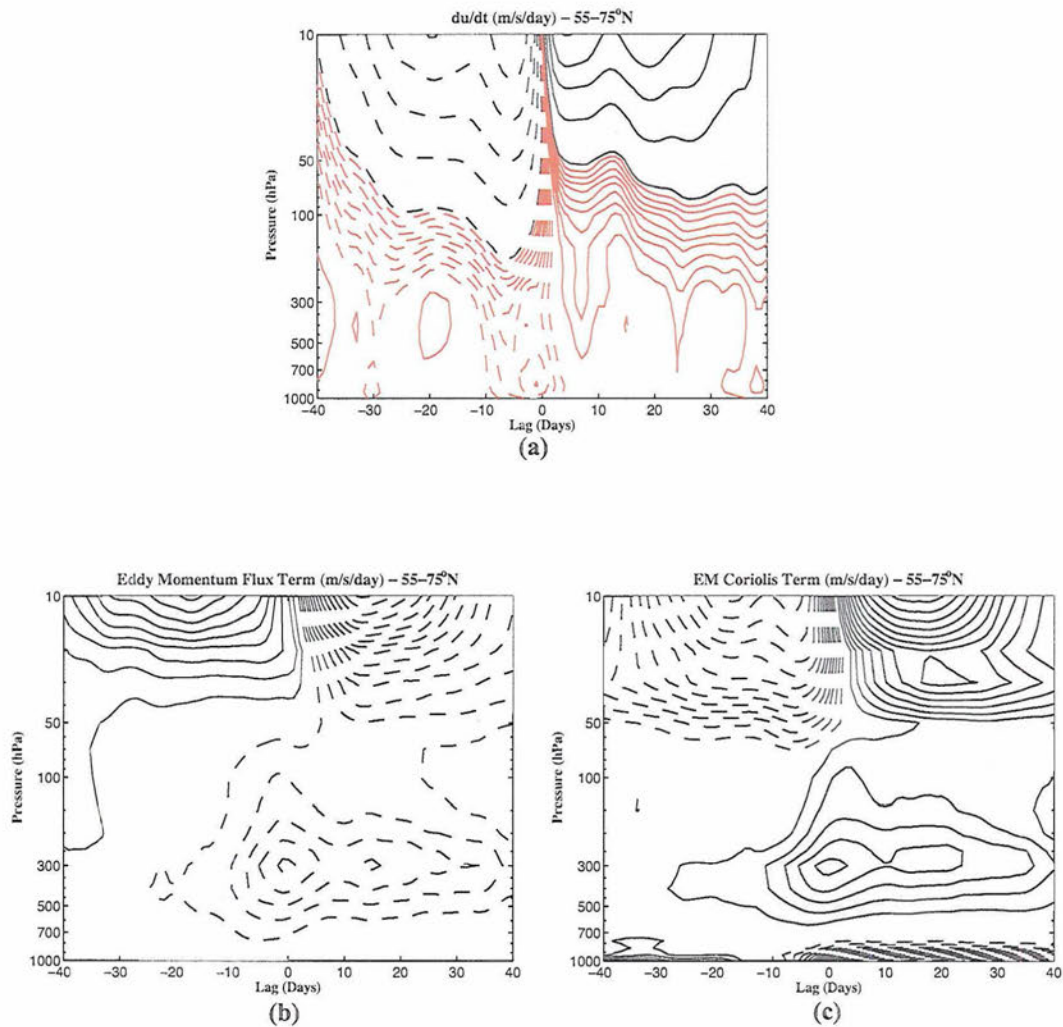 du/dt (m/s/day) – 55–75°N
10
50
100
300
500
700
1000
Pressure (hPa)
−40 −30 −20 −10 0 10 20 30 40
Lag (Days)
(a)
Eddy Momentum Flux Term (m/s/day) – 55–75°N
10
50
100
300
500
700
1000
Pressure (hPa)
−40 −30 −20 −10 0 10 20 30 40
Lag (Days)
(b)
EM Coriolis Term (m/s/day) – 55–75°N
10
50
100
300
500
700
1000
Pressure (hPa)
−40 −30 −20 −10 0 10 20 30 40
Lag (Days)
(c)